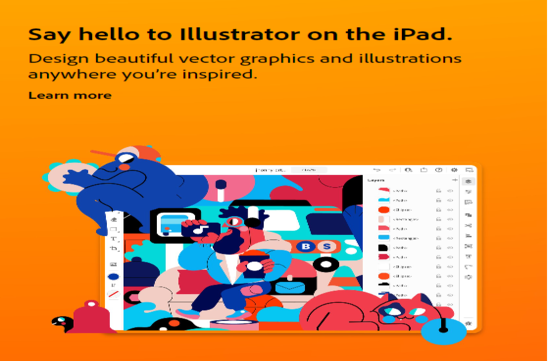 Say hello to Illustrator on the iPad.
Design beautiful vector graphics and illustrations
anywhere you're inspired.
Learn more
Layers
B S